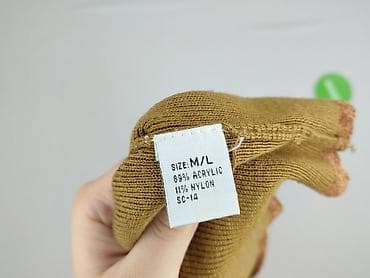 SIZE: M/L
89% ACRYLIC
11% NYLON
SC-14